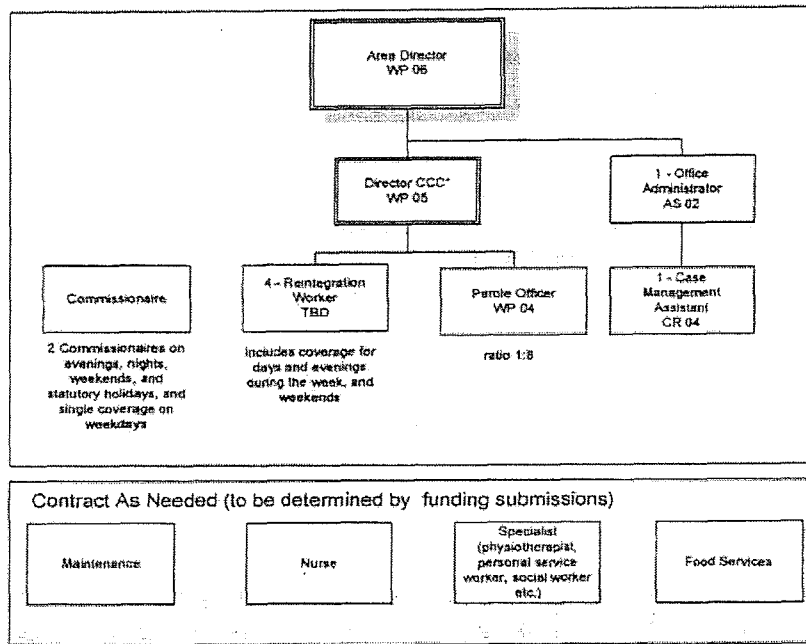 Area Director
WP 06
Director CCC*
WP 05
1 - Office
Administrator
AS 02
Commissionaire
4 - Reintegration
Worker
TBD
Parole Officer
WP 04
1 - Case
Management
Assistant
CR 04
2 Commissionaires on
evenings, nights,
weekends, and
statutory holidays, and
single coverage on
weekdays
includes coverage for
days and evenings
during the week, and
weekends
ratio 1:8
Contract As Needed (to be determined by funding submissions)
Maintenance
Nurse
Specialist
(physiotherapist,
personal service
worker, social worker
etc.)
Food Services